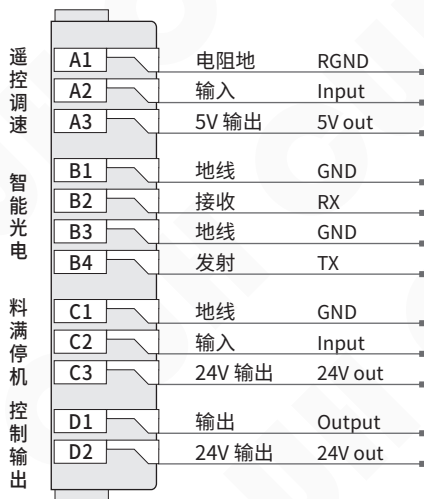 遥控调速
A1 电阻地 RGND
A2 输入 Input
A3 5V 输出 5V out
智能光电
B1 地线 GND
B2 接收 RX
B3 地线 GND
B4 发射 TX
料满停机
C1 地线 GND
C2 输入 Input
C3 24V 输出 24V out
控制输出
D1 输出 Output
D2 24V 输出 24V out